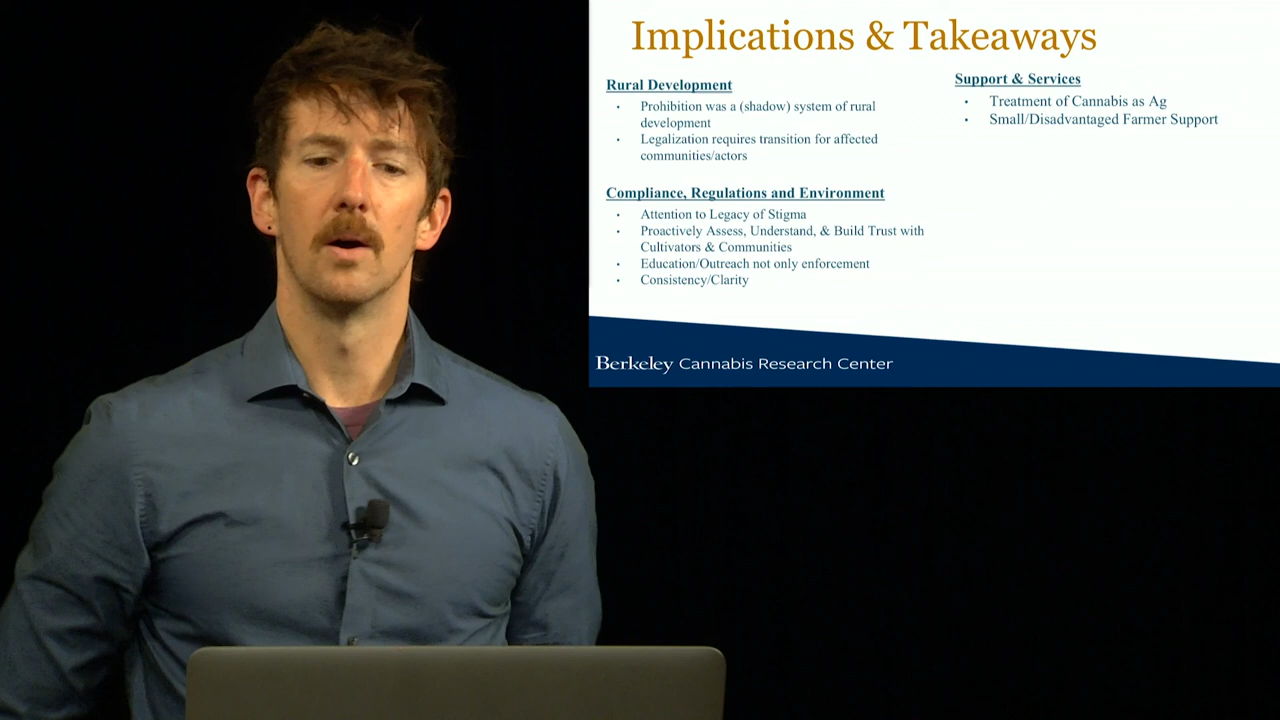 Implications & Takeaways
Rural Development
• Prohibition was a (shadow) system of rural
development
• Legalization requires transition for affected
communities/actors
Compliance, Regulations and Environment
• Attention to Legacy of Stigma
• Proactively Assess, Understand, & Build Trust with
Cultivators & Communities
• Education/Outreach not only enforcement
• Consistency/Clarity
Support & Services
• Treatment of Cannabis as Ag
• Small/Disadvantaged Farmer Support
Berkeley Cannabis Research Center